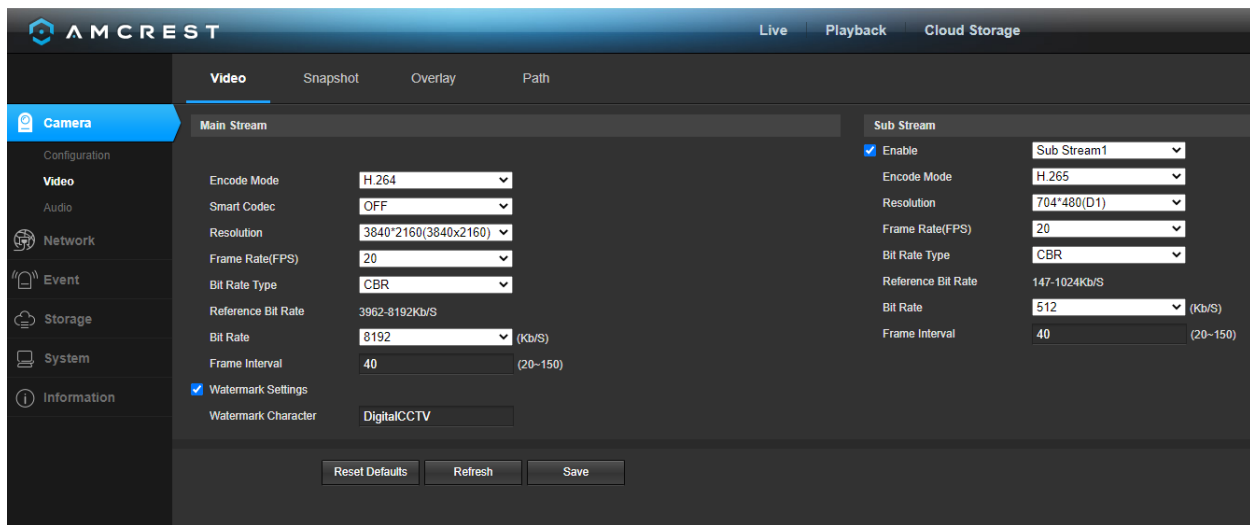 AMCREST
Live Playback Cloud Storage
Video Snapshot Overlay Path
Camera
Configuration
Video
Audio
Network
Event
Storage
System
Information
Main Stream
Encode Mode H.264
Smart Codec OFF
Resolution 3840*2160(3840x2160)
Frame Rate(FPS) 20
Bit Rate Type CBR
Reference Bit Rate 3962-8192Kb/S
Bit Rate 8192 (Kb/S)
Frame Interval 40 (20~150)
Watermark Settings
Watermark Character DigitalCCTV
Sub Stream
Enable Sub Stream1
Encode Mode H.265
Resolution 704*480(D1)
Frame Rate(FPS) 20
Bit Rate Type CBR
Reference Bit Rate 147-1024Kb/S
Bit Rate 512 (Kb/S)
Frame Interval 40 (20~150)
Reset Defaults Refresh Save